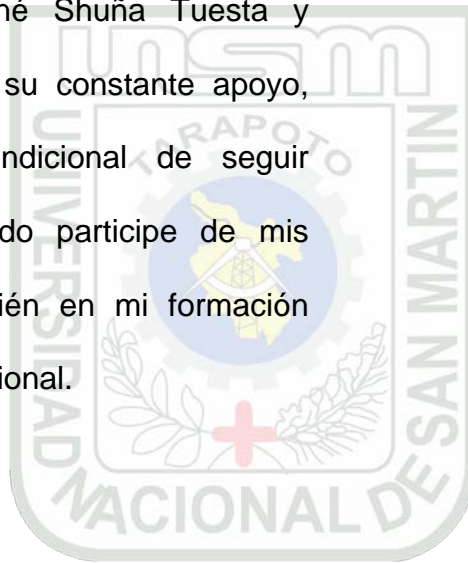 né Shuña Tuesta y
su constante apoyo,
ndicional de seguir
do participe de mis
ién en mi formación
ional.
unsm
TARAPOTO
UNIVERSIDAD
NACIONAL DE
SAN MARTIN